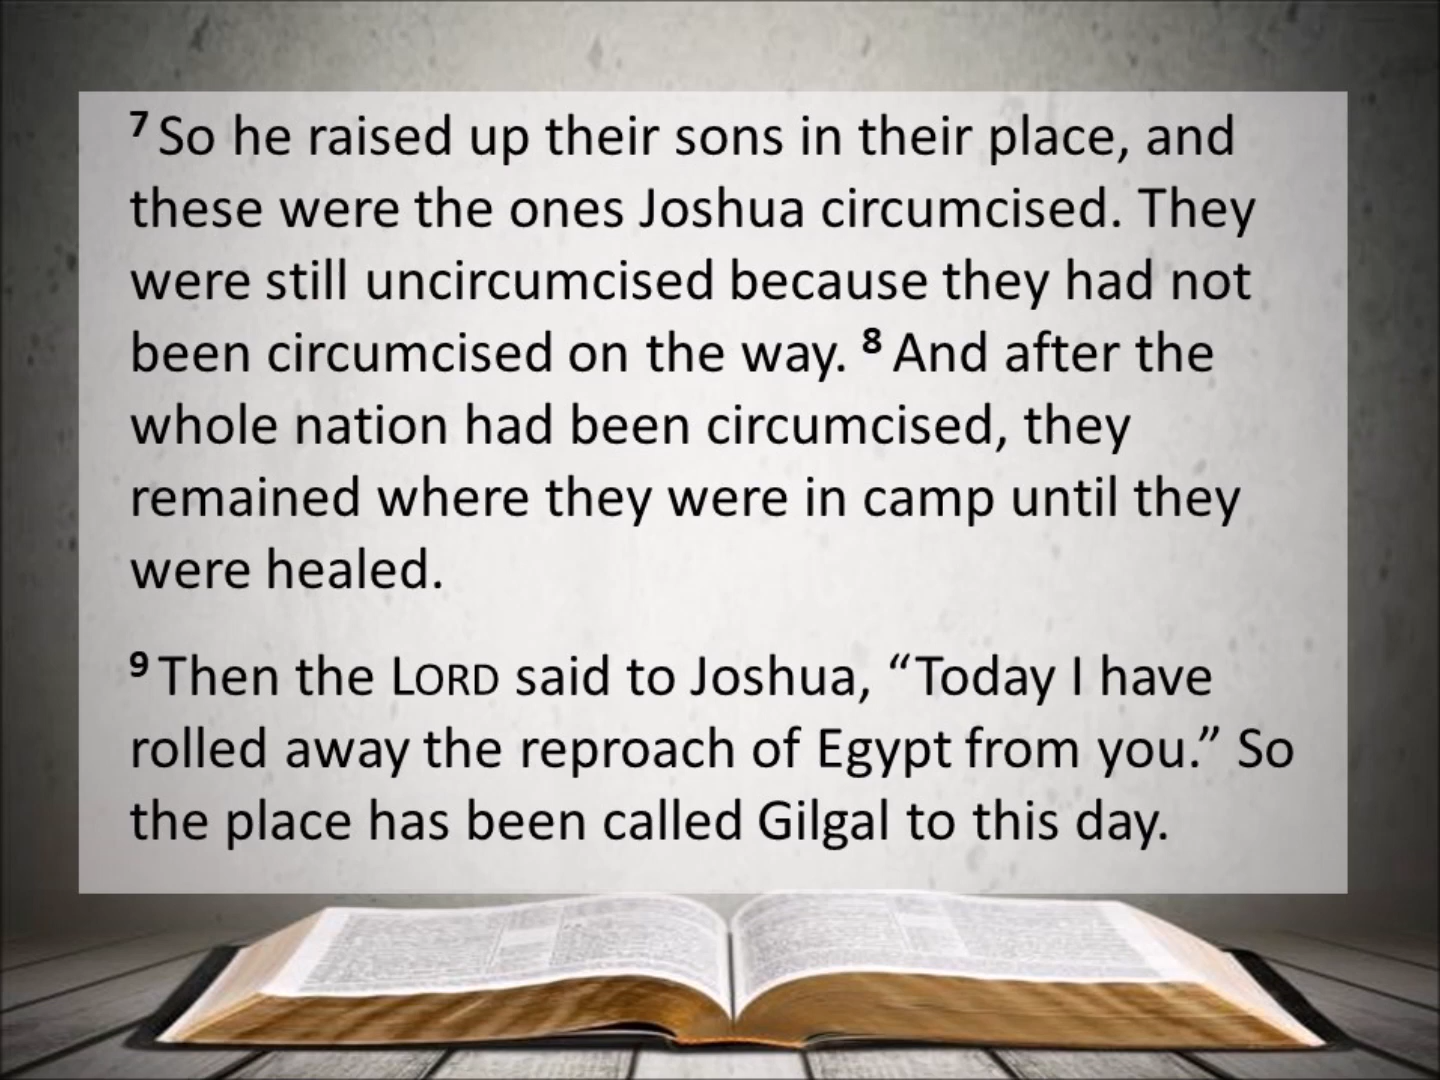 7 So he raised up their sons in their place, and
these were the ones Joshua circumcised. They
were still uncircumcised because they had not
been circumcised on the way. 8 And after the
whole nation had been circumcised, they
remained where they were in camp until they
were healed.
9 Then the LORD said to Joshua, “Today I have
rolled away the reproach of Egypt from you.” So
the place has been called Gilgal to this day.